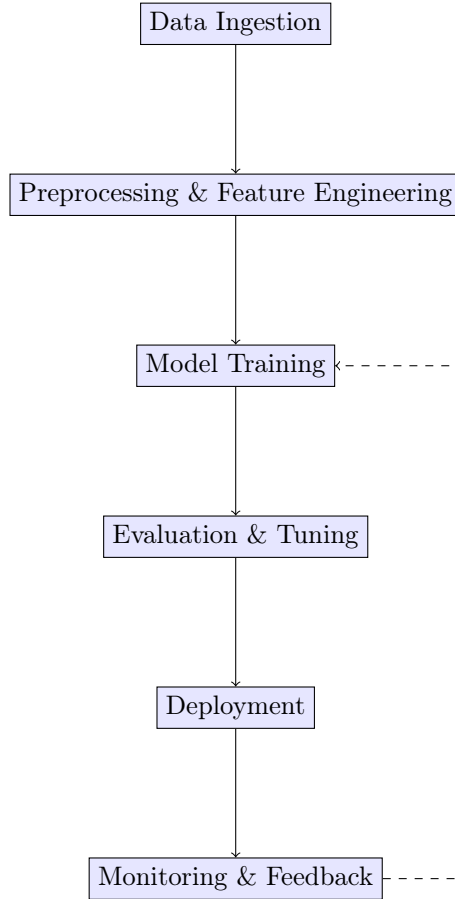 Data Ingestion
Preprocessing & Feature Engineering
Model Training
Evaluation & Tuning
Deployment
Monitoring & Feedback